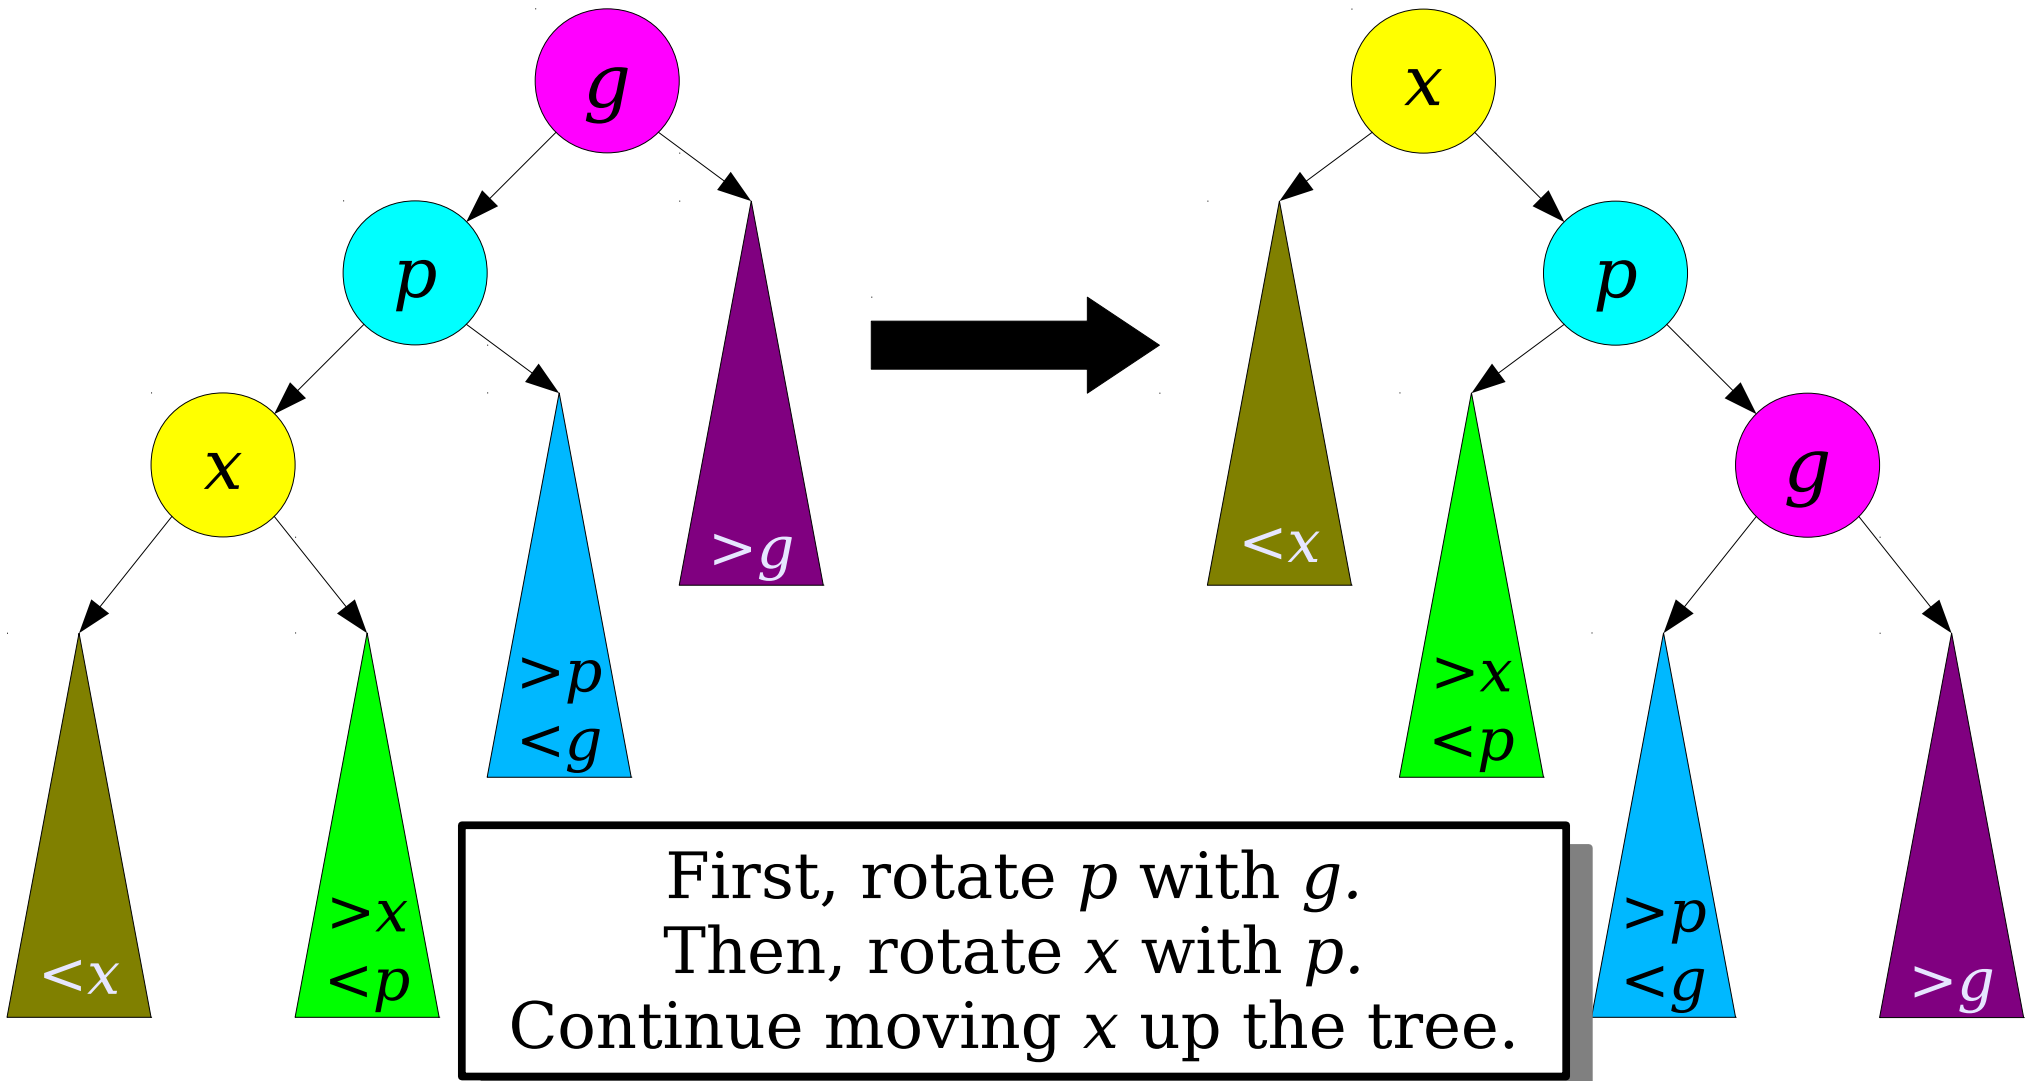 g
p
x
<x
>x
<p
>p
<g
>g
x
p
g
<x
>x
<p
>p
<g
>g
First, rotate p with g.
Then, rotate x with p.
Continue moving x up the tree.